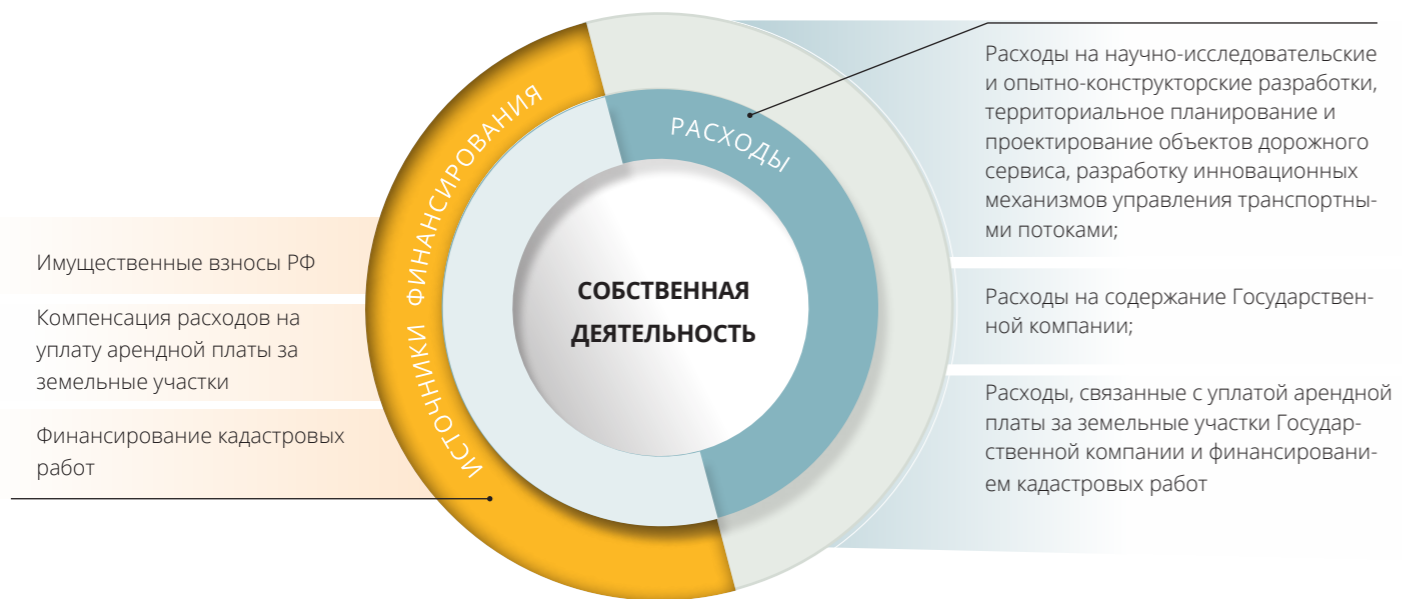 ИСТОЧНИКИ ФИНАНСИРОВАНИЯ
Имущественные взносы РФ
Компенсация расходов на
уплату арендной платы за
земельные участки
Финансирование кадастровых
работ
СОБСТВЕННАЯ
ДЕЯТЕЛЬНОСТЬ
РАСХОДЫ
Расходы на научно-исследовательские
и опытно-конструкторские разработки,
территориальное планирование и
проектирование объектов дорожного
сервиса, разработку инновационных
механизмов управления транспортны-
ми потоками;
Расходы на содержание Государствен-
ной компании;
Расходы, связанные с уплатой арендной
платы за земельные участки Государ-
ственной компании и финансировани-
ем кадастровых работ